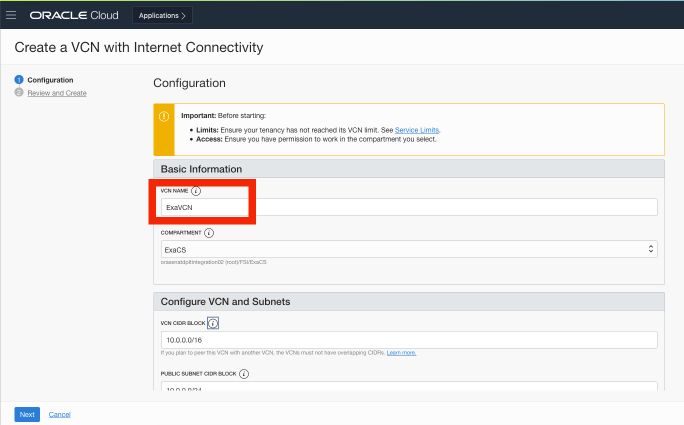 ORACLE Cloud
Applications >
Create a VCN with Internet Connectivity
1 Configuration
2 Review and Create
Configuration
! Important: Before starting:
• Limits: Ensure your tenancy has not reached its VCN limit. See Service Limits.
• Access: Ensure you have permission to work in the compartment you select.
Basic Information
VCN NAME i
ExaVCN
COMPARTMENT i
ExaCS
(root)/FSI/ExaCS
Configure VCN and Subnets
VCN CIDR BLOCK i
10.0.0.0/16
If you plan to peer this VCN with another VCN, the VCNs must not have overlapping CIDRs. Learn more.
PUBLIC SUBNET CIDR BLOCK i
10.0.0.0/24
Next
Cancel